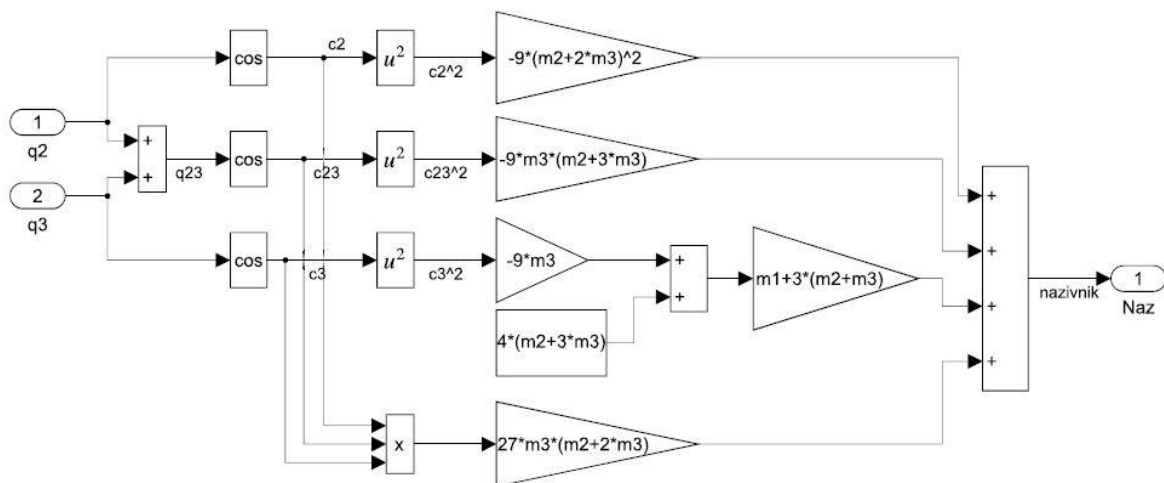 c2
cos
u²
c2^2
-9*(m2+2*m3)^2
1
q2
+
+
q23
cos
c23
u²
c23^2
-9*m3*(m2+3*m3)
2
q3
cos
c3
u²
c3^2
-9*m3
+
+
m1+3*(m2+m3)
4*(m2+3*m3)
+
+
+
+
nazivnik
1
Naz
x
27*m3*(m2+2*m3)